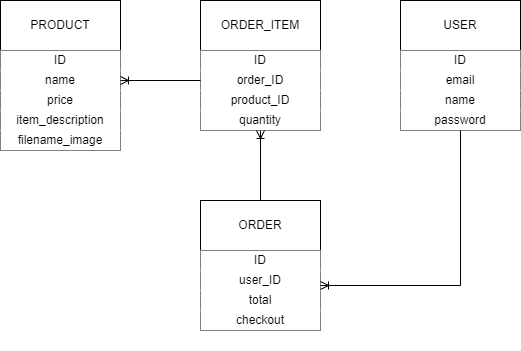 PRODUCT
ID
name
price
item_description
filename_image
ORDER_ITEM
ID
order_ID
product_ID
quantity
USER
ID
email
name
password
ORDER
ID
user_ID
total
checkout